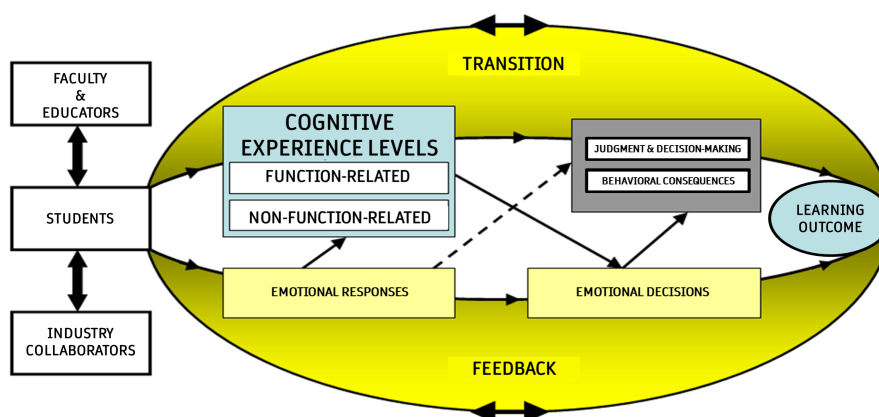 TRANSITION
FACULTY
&
EDUCATORS
STUDENTS
INDUSTRY
COLLABORATORS
COGNITIVE
EXPERIENCE LEVELS
FUNCTION-RELATED
NON-FUNCTION-RELATED
JUDGMENT & DECISION-MAKING
BEHAVIORAL CONSEQUENCES
LEARNING
OUTCOME
EMOTIONAL RESPONSES
EMOTIONAL DECISIONS
FEEDBACK